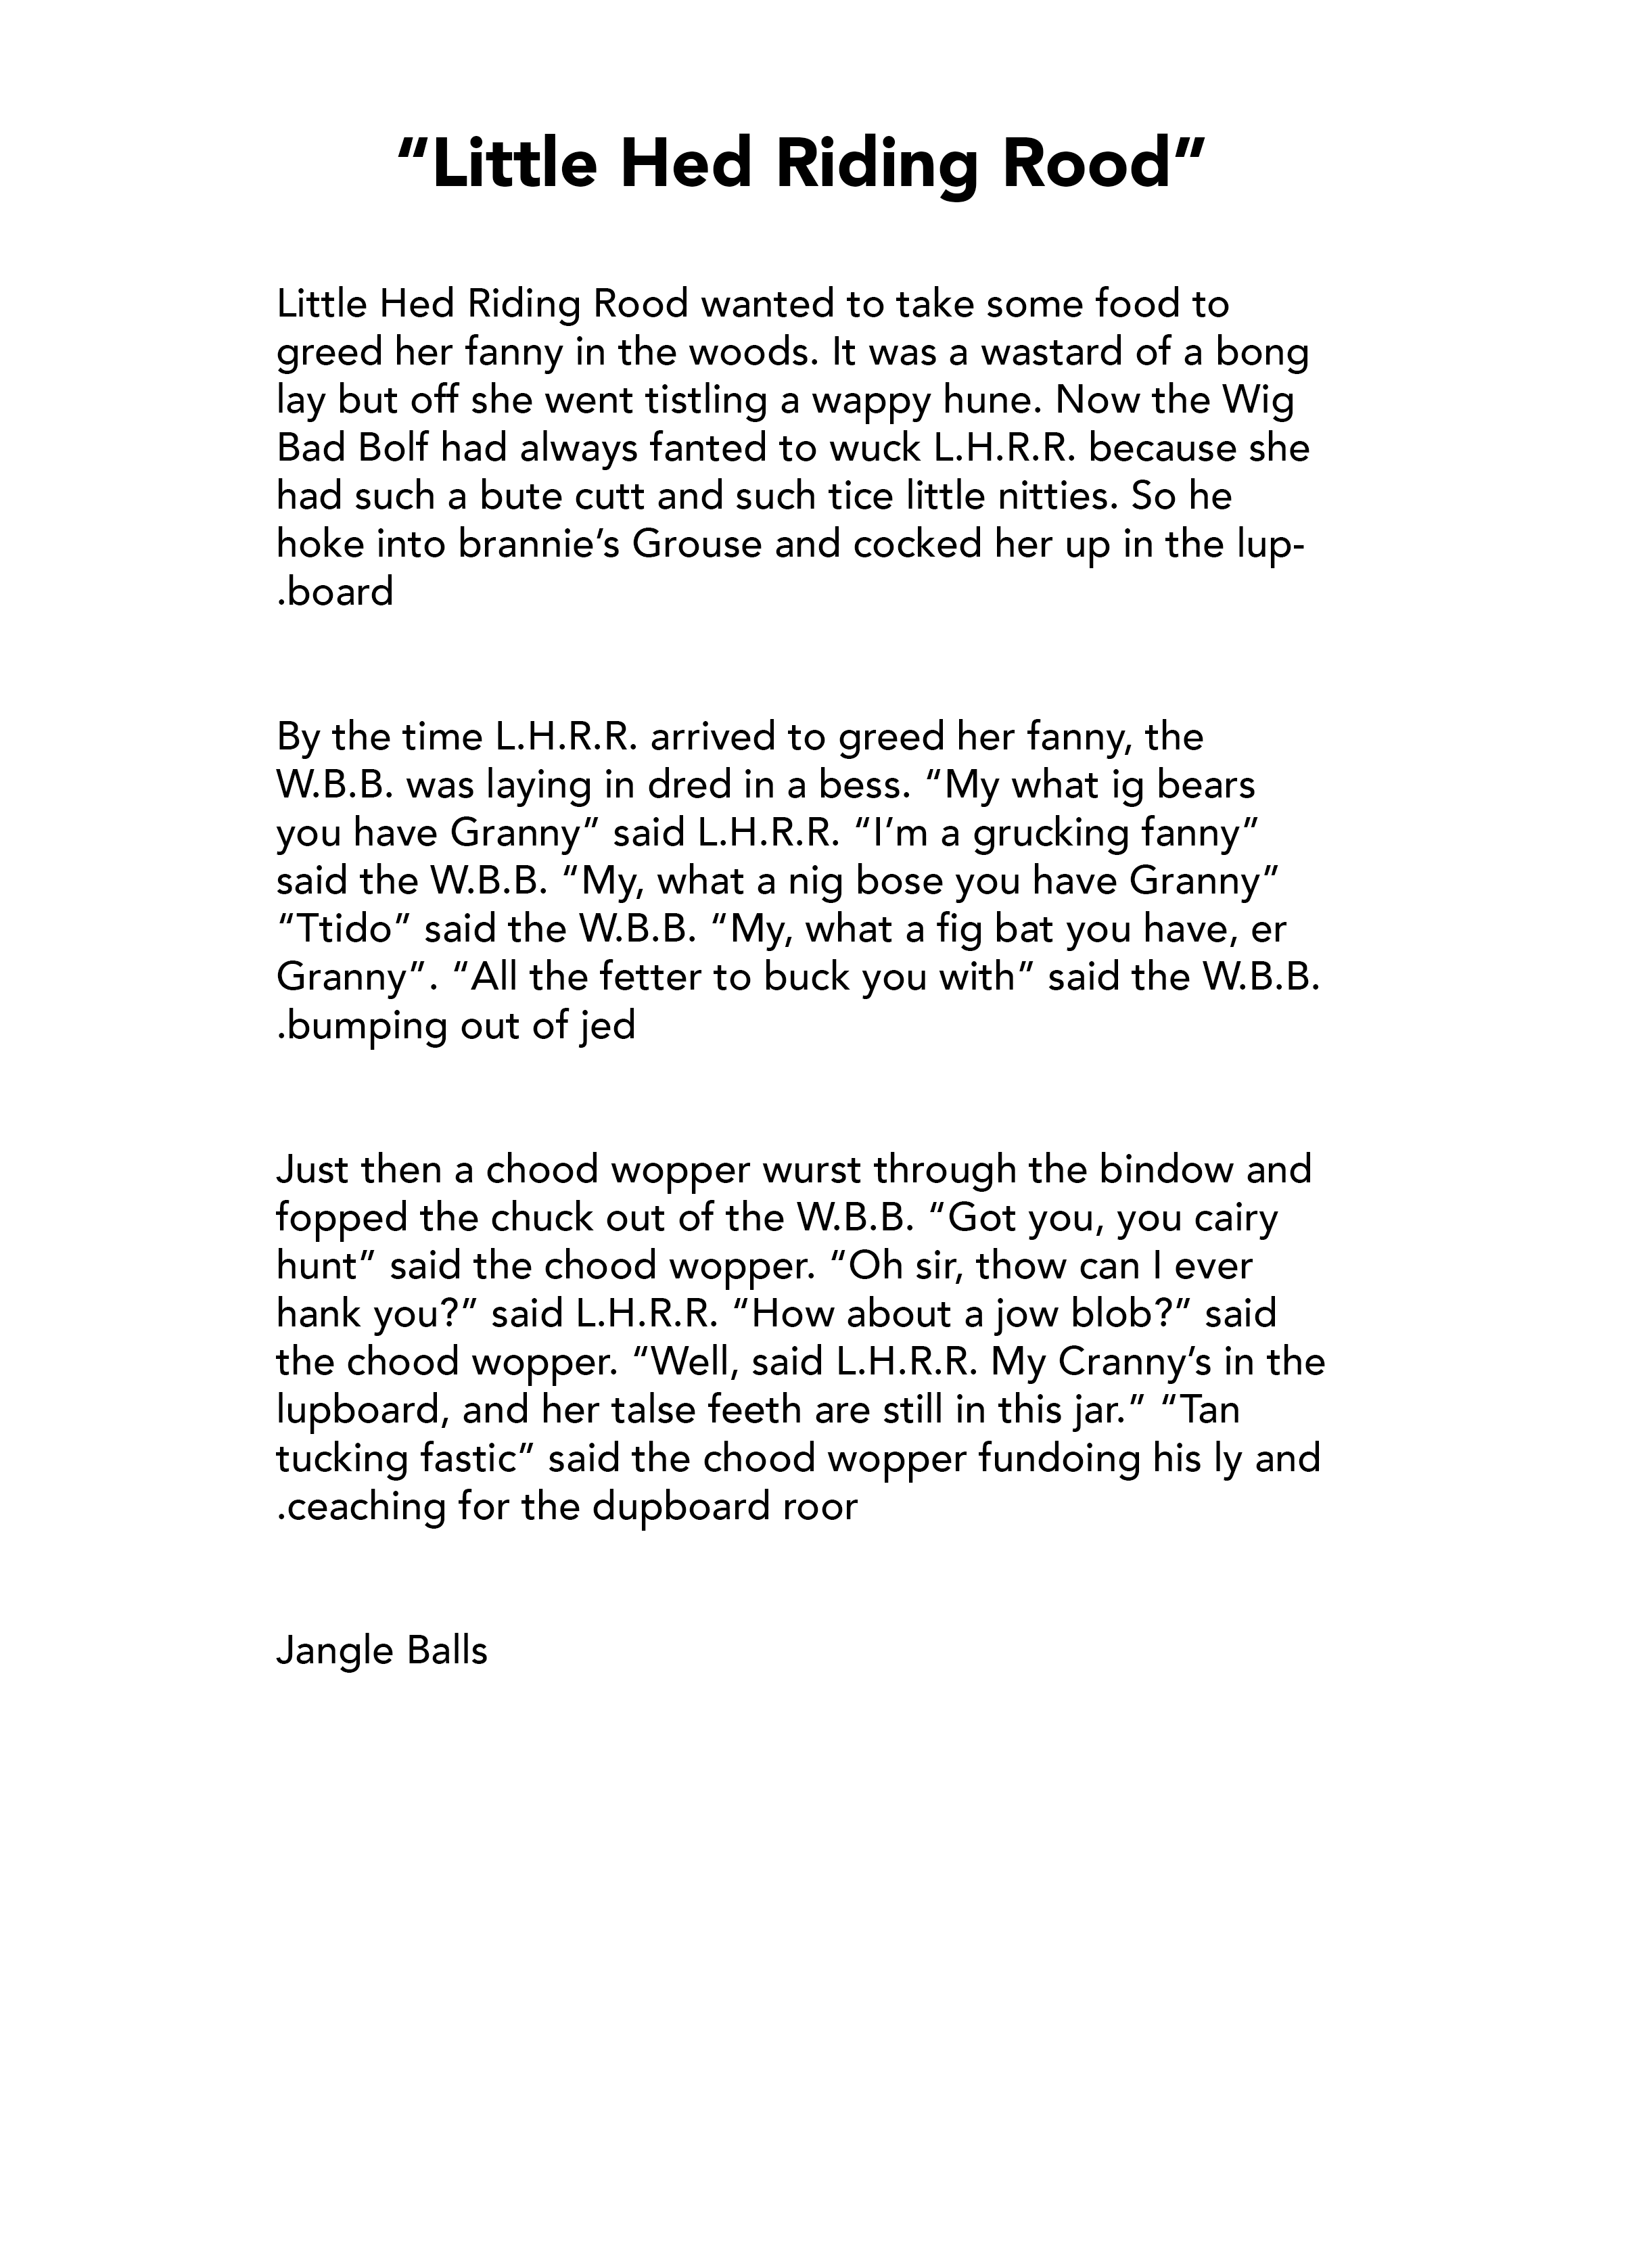 “Little Hed Riding Rood”
Little Hed Riding Rood wanted to take some food to
greed her fanny in the woods. It was a wastard of a bong
lay but off she went tistling a wappy hune. Now the Wig
Bad Bolf had always fanted to wuck L.H.R.R. because she
had such a bute cutt and such tice little nitties. So he
hoke into brannie’s Grouse and cocked her up in the lup-
.board
By the time L.H.R.R. arrived to greed her fanny, the
W.B.B. was laying in dred in a bess. “My what ig bears
you have Granny” said L.H.R.R. “I’m a grucking fanny”
said the W.B.B. “My, what a nig bose you have Granny”
“Ttido” said the W.B.B. “My, what a fig bat you have, er
Granny”. “All the fetter to buck you with” said the W.B.B.
.bumping out of jed
Just then a chood wopper wurst through the bindow and
fopped the chuck out of the W.B.B. “Got you, you cairy
hunt” said the chood wopper. “Oh sir, thow can I ever
hank you?” said L.H.R.R. “How about a jow blob?” said
the chood wopper. “Well, said L.H.R.R. My Cranny’s in the
lupboard, and her talse feeth are still in this jar.” “Tan
tucking fastic” said the chood wopper fundoing his ly and
.ceaching for the dupboard roor
Jangle Balls